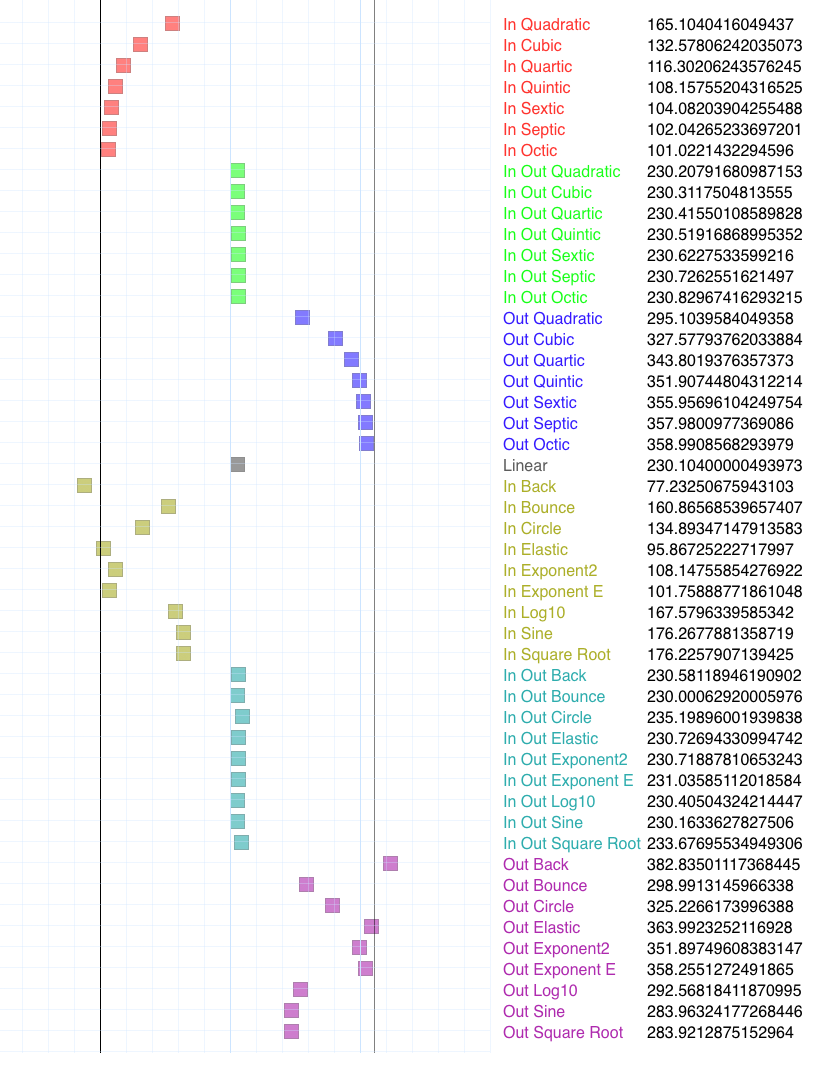 In Quadratic 165.1040416049437
In Cubic 132.57806242035073
In Quartic 116.30206243576245
In Quintic 108.15755204316525
In Sextic 104.08203904255488
In Septic 102.04265233697201
In Octic 101.0221432294596
In Out Quadratic 230.20791680987153
In Out Cubic 230.3117504813555
In Out Quartic 230.41550108589828
In Out Quintic 230.51916868995352
In Out Sextic 230.6227533599216
In Out Septic 230.7262551621497
In Out Octic 230.82967416293215
Out Quadratic 295.1039584049358
Out Cubic 327.57793762033884
Out Quartic 343.8019376357373
Out Quintic 351.90744804312214
Out Sextic 355.95696104249754
Out Septic 357.9800977369086
Out Octic 358.9908568293979
Linear 230.10400000493973
In Back 77.23250675943103
In Bounce 160.86568539657407
In Circle 134.89347147913583
In Elastic 95.86725222717997
In Exponent2 108.14755854276922
In Exponent E 101.75888771861048
In Log10 167.5796339585342
In Sine 176.2677881358719
In Square Root 176.2257907139425
In Out Back 230.58118946190902
In Out Bounce 230.00062920005976
In Out Circle 235.19896001939838
In Out Elastic 230.72694330994742
In Out Exponent2 230.71887810653243
In Out Exponent E 231.03585112018584
In Out Log10 230.40504324214447
In Out Sine 230.1633627827506
In Out Square Root 233.67695534949306
Out Back 382.83501117368445
Out Bounce 298.9913145966338
Out Circle 325.2266173996388
Out Elastic 363.9923252116928
Out Exponent2 351.89749608383147
Out Exponent E 358.2551272491865
Out Log10 292.56818411870995
Out Sine 283.96324177268446
Out Square Root 283.9212875152964